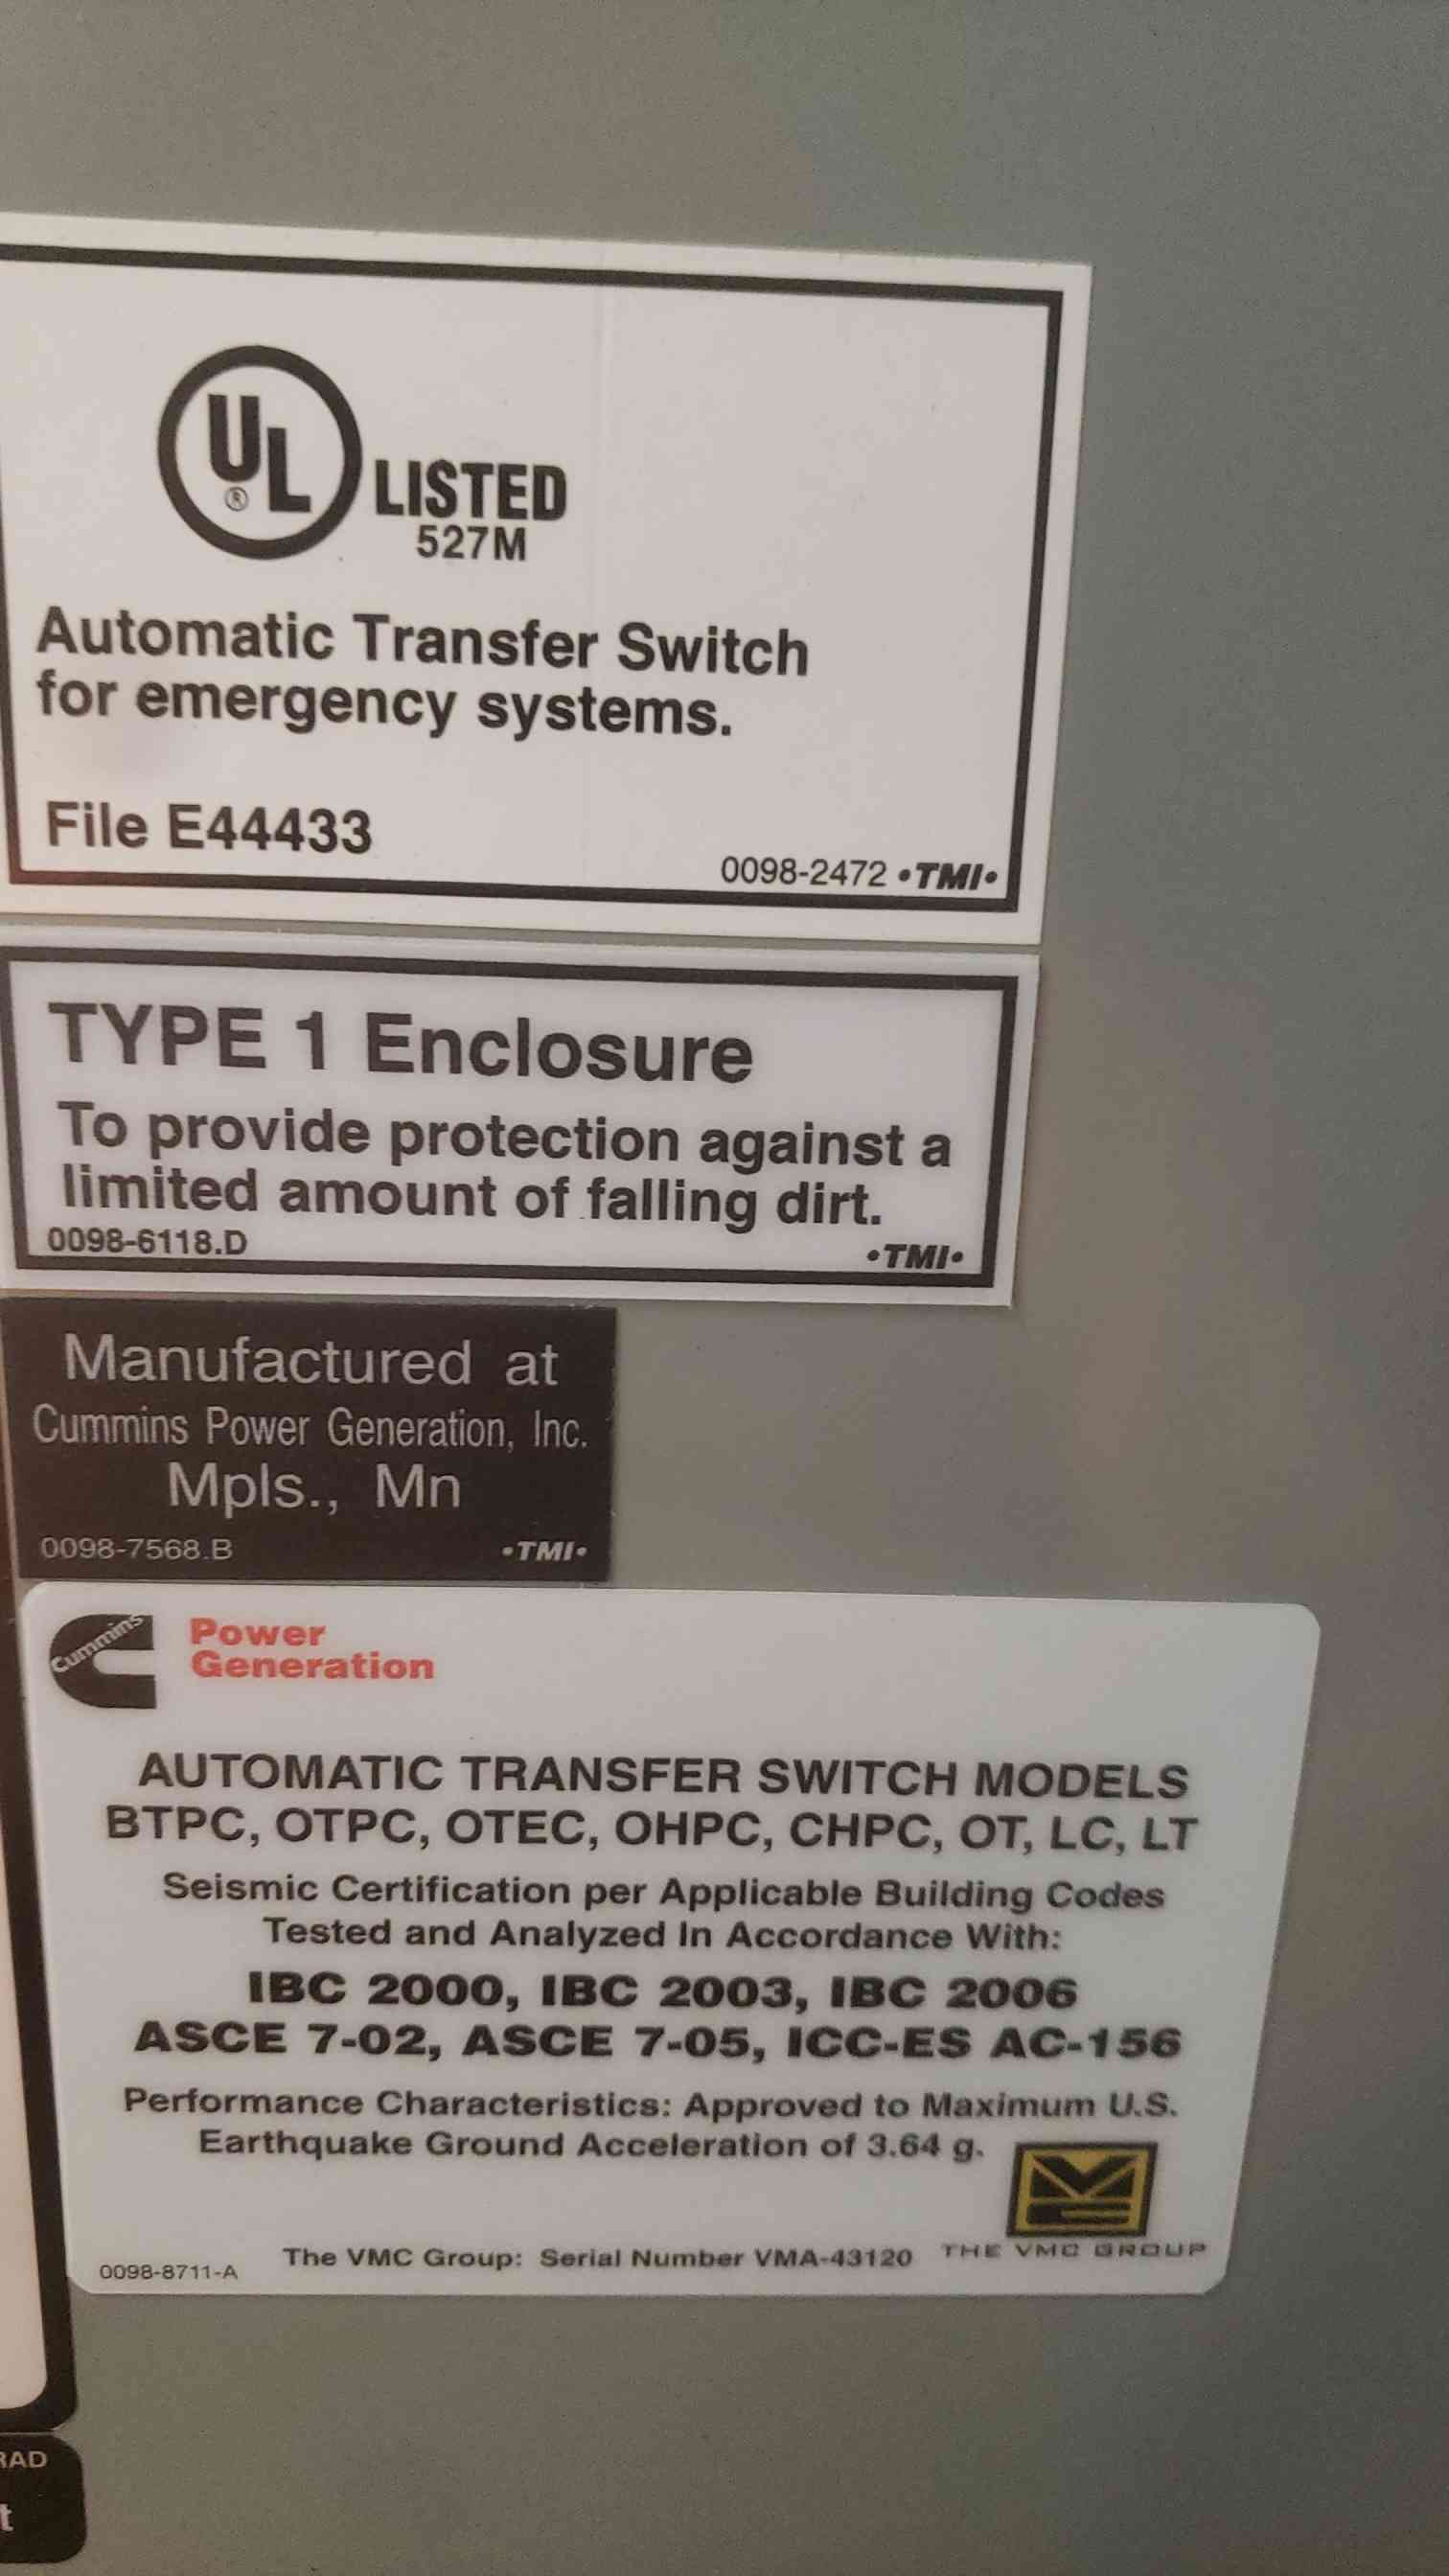 UL
®
LISTED
527M
Automatic Transfer Switch
for emergency systems.
File E44433
0098-2472 •TMI•
TYPE 1 Enclosure
To provide protection against a
limited amount of falling dirt.
0098-6118.D •TMI•
Manufactured at
Cummins Power Generation, Inc.
Mpls., Mn
0098-7568.B •TMI•
Cummins
Power
Generation
AUTOMATIC TRANSFER SWITCH MODELS
BTPC, OTPC, OTEC, OHPC, CHPC, OT, LC, LT
Seismic Certification per Applicable Building Codes
Tested and Analyzed In Accordance With:
IBC 2000, IBC 2003, IBC 2006
ASCE 7-02, ASCE 7-05, ICC-ES AC-156
Performance Characteristics: Approved to Maximum U.S.
Earthquake Ground Acceleration of 3.64 g.
0098-8711-A The VMC Group: Serial Number VMA-43120 THE VMC GROUP